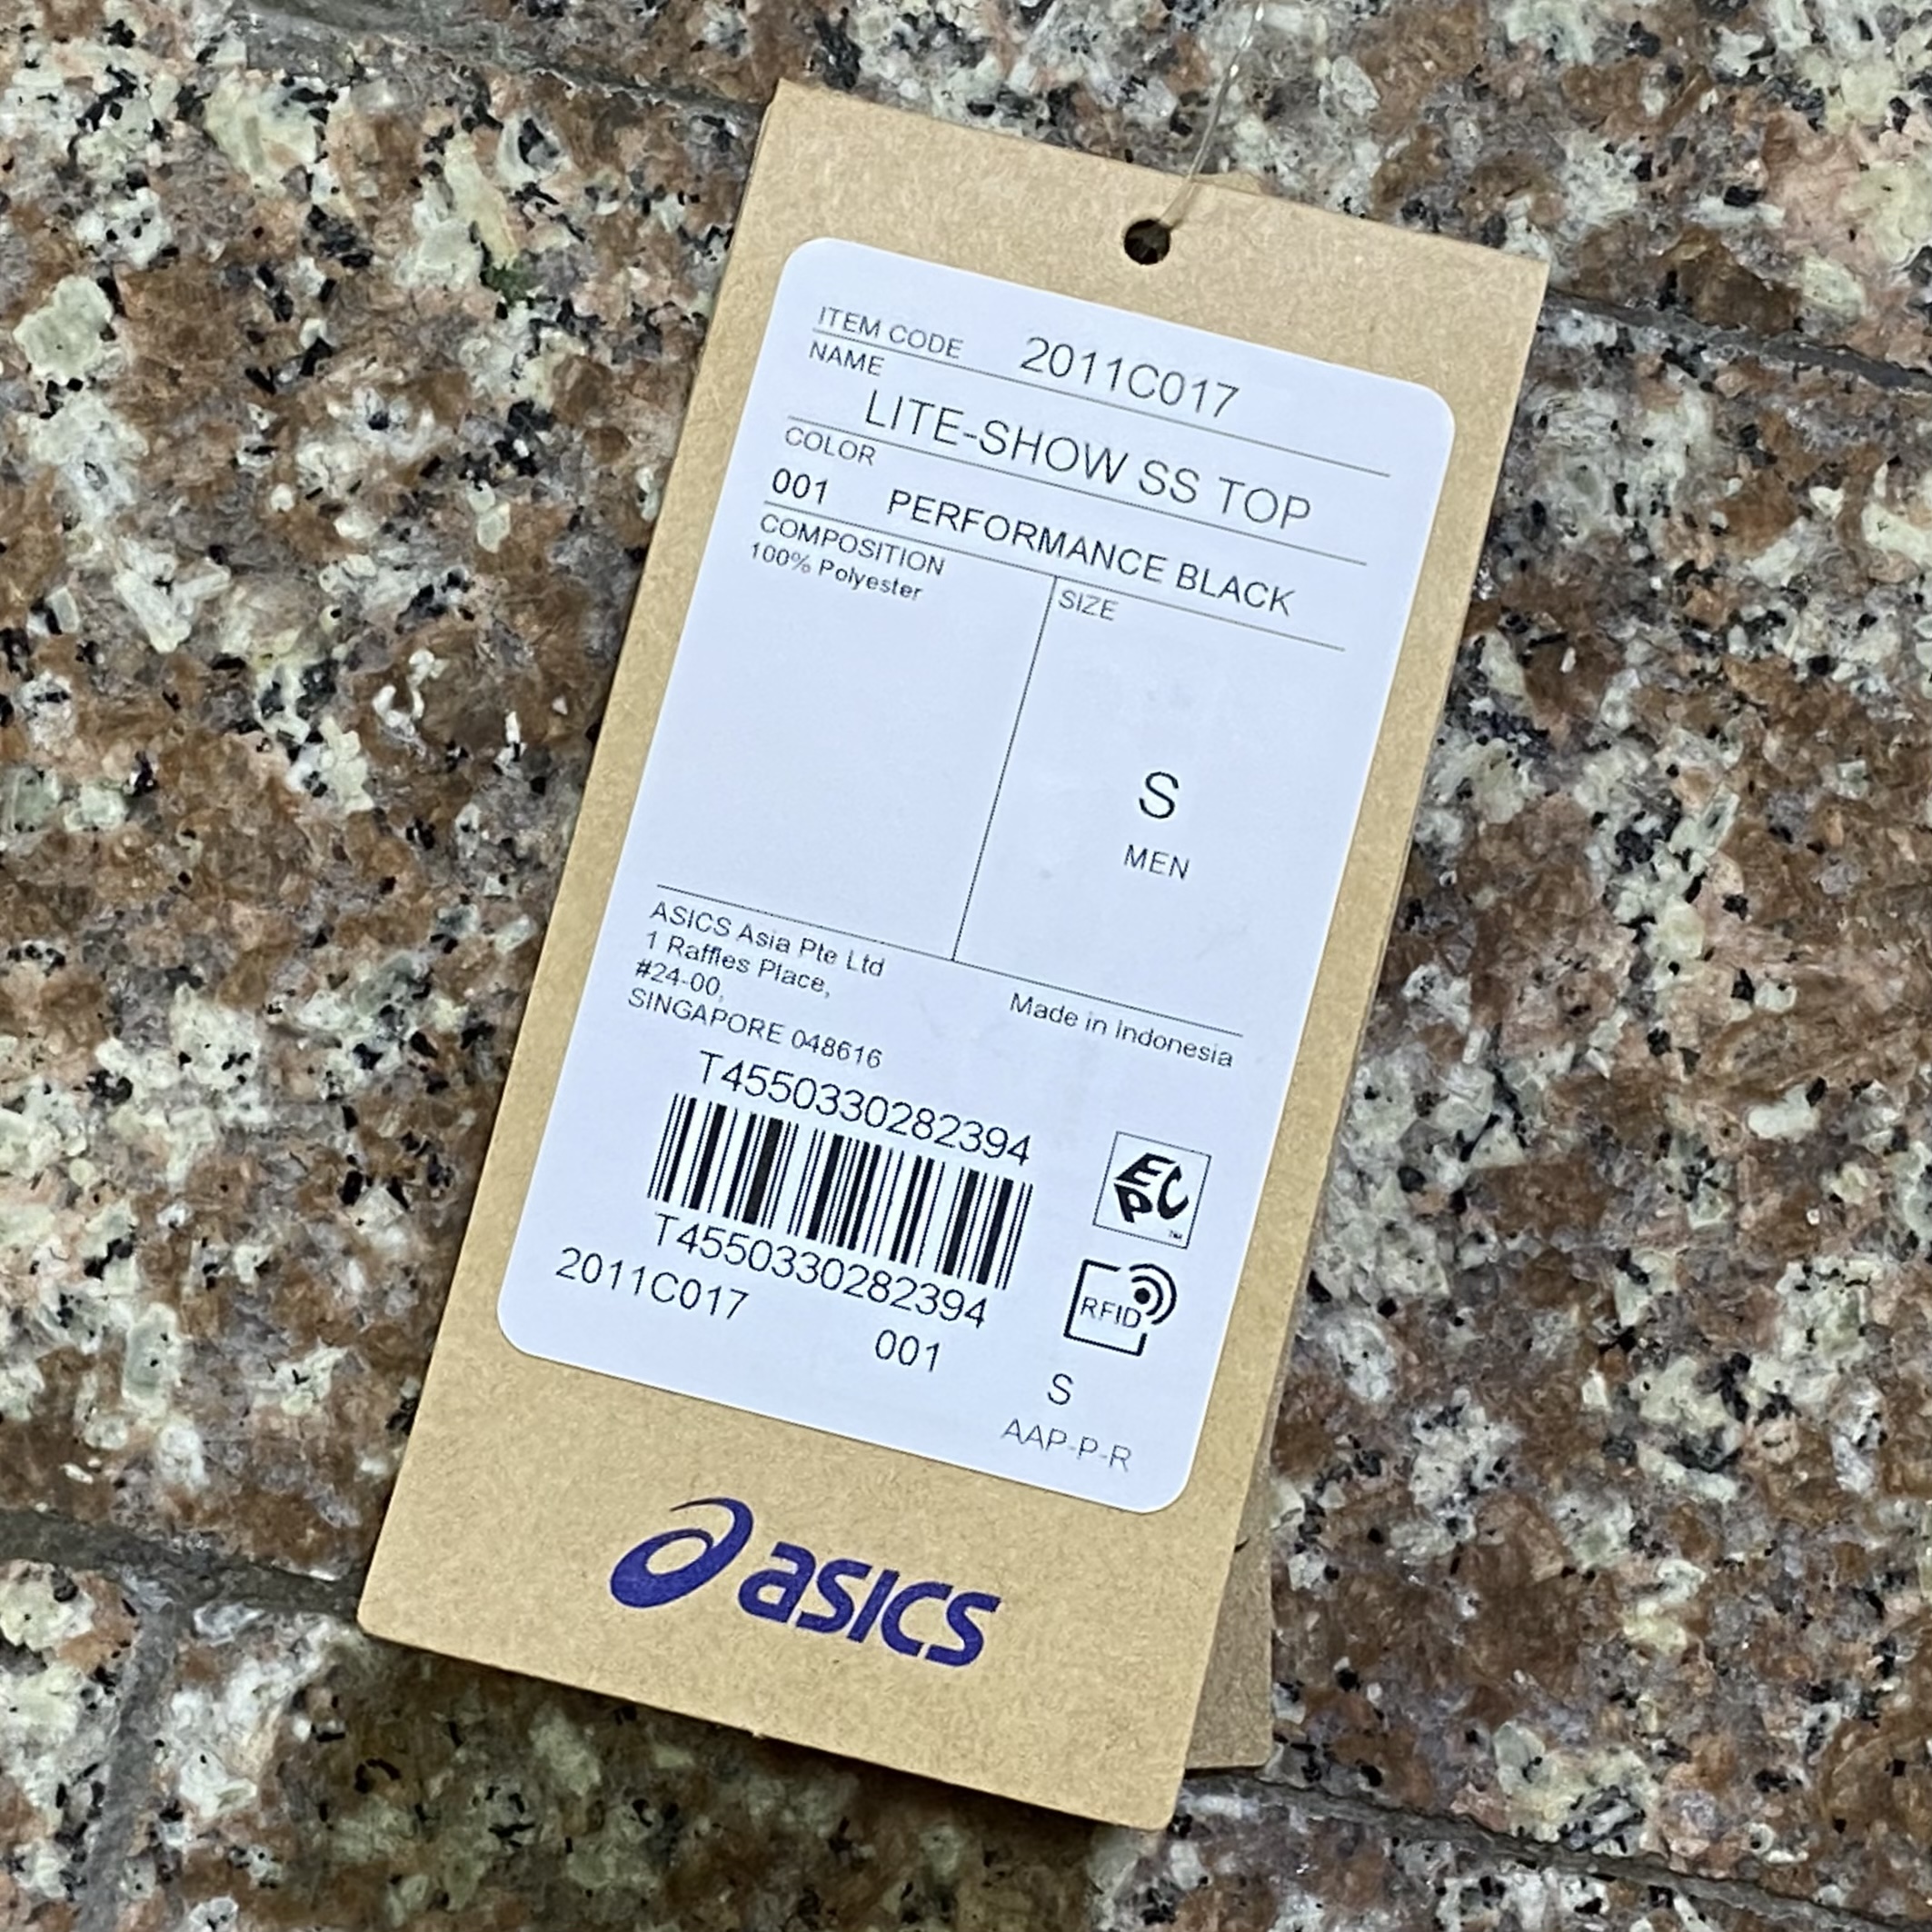 ITEM CODE 2011C017
NAME
LITE-SHOW SS TOP
COLOR
001 PERFORMANCE BLACK
COMPOSITION
100% Polyester
SIZE
S
MEN
ASICS Asia Pte Ltd
1 Raffles Place,
#24-00,
SINGAPORE 048616
Made in Indonesia
T4550330282394
T4550330282394
2011C017 001 S
EPC
TM
RFID
AAP-P-R
asics